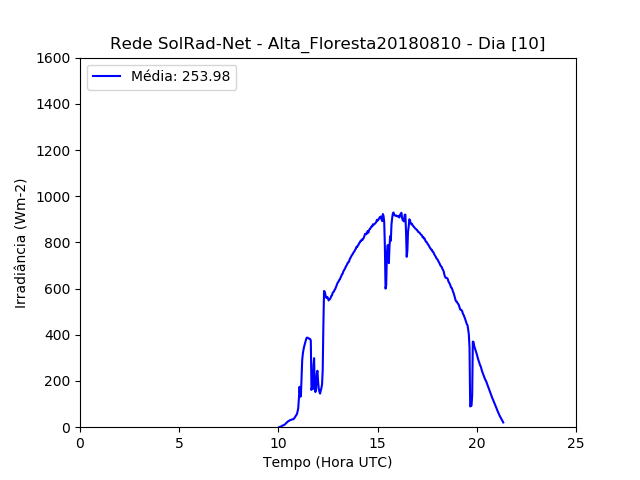 Rede SolRad-Net - Alta_Floresta20180810 - Dia [10]
Média: 253.98
Irradiância (Wm-2)
1600
1400
1200
1000
800
600
400
200
0
0 5 10 15 20 25
Tempo (Hora UTC)